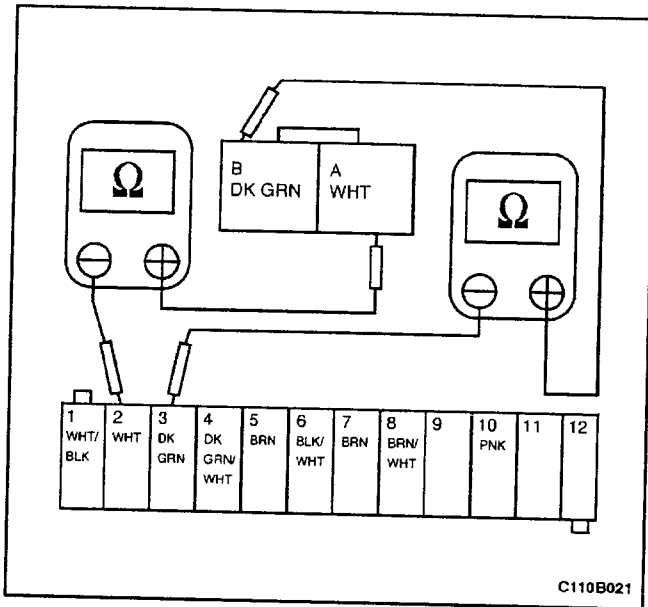 Ω
B
DK GRN
A
WHT
Ω
1
WHT/
BLK
2
WHT
3
DK
GRN
4
DK
GRN/
WHT
5
BRN
6
BLK/
WHT
7
BRN
8
BRN/
WHT
9
10
PNK
11
12
C110B021